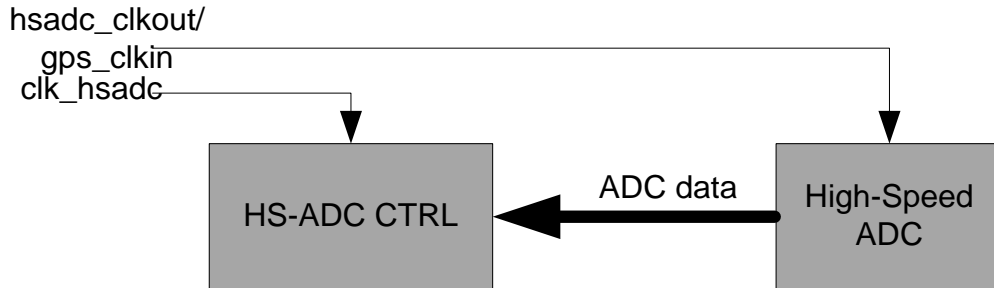 hsadc_clkout/
gps_clkin
clk_hsadc
ADC data
HS-ADC CTRL
High-Speed
ADC